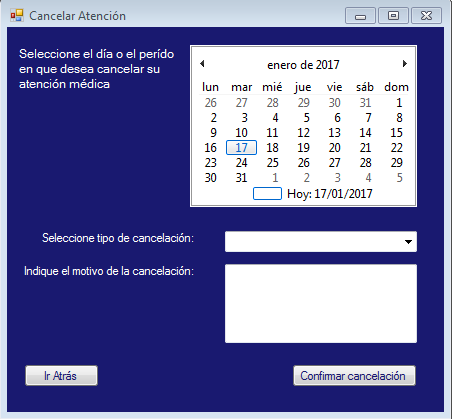 Cancelar Atención
Seleccione el día o el perído
en que desea cancelar su
atención médica
enero de 2017
lun mar mié jue vie sáb dom
26 27 28 29 30 31 1
2 3 4 5 6 7 8
9 10 11 12 13 14 15
16 17 18 19 20 21 22
23 24 25 26 27 28 29
30 31 1 2 3 4 5
Hoy: 17/01/2017
Seleccione tipo de cancelación:
Indique el motivo de la cancelación:
Ir Atrás
Confirmar cancelación